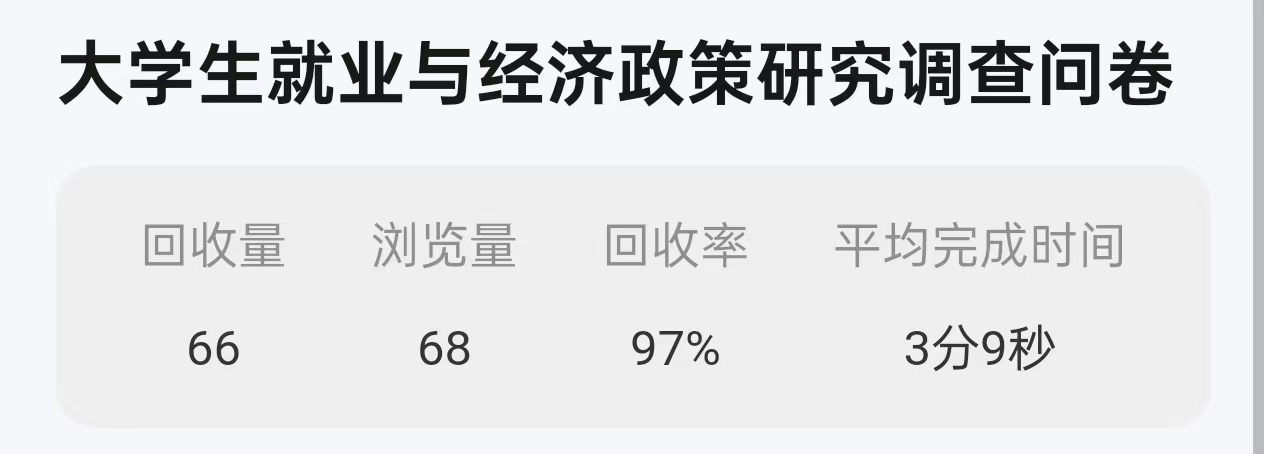 大学生就业与经济政策研究调查问卷
回收量 浏览量 回收率 平均完成时间
66 68 97% 3分9秒